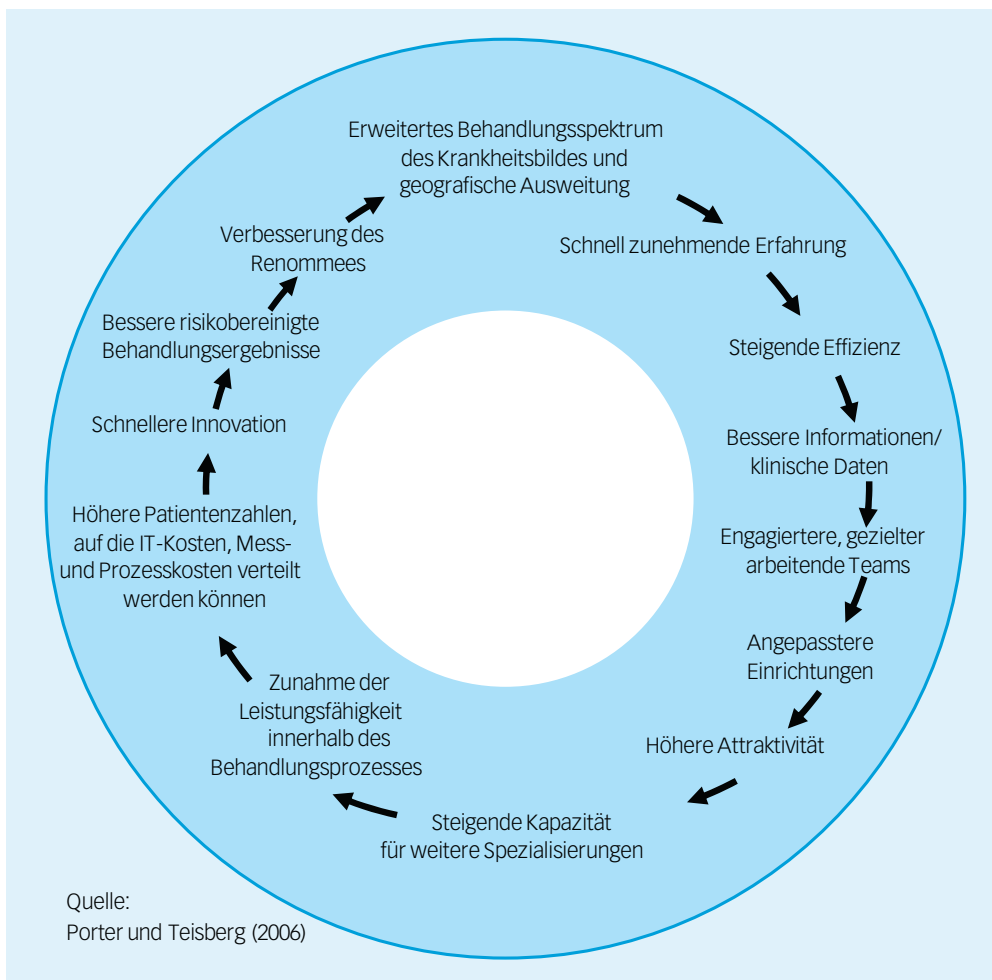 Erweitertes Behandlungsspektrum
des Krankheitsbildes und
geografische Ausweitung
Schnell zunehmende Erfahrung
Steigende Effizienz
Bessere Informationen/
klinische Daten
Engagiertere, gezielter
arbeitende Teams
Angepasstere
Einrichtungen
Höhere Attraktivität
Steigende Kapazität
für weitere Spezialisierungen
Zunahme der
Leistungsfähigkeit
innerhalb des
Behandlungsprozesses
Höhere Patientenzahlen,
auf die IT-Kosten, Mess-
und Prozesskosten verteilt
werden können
Schnellere Innovation
Bessere risikobereinigte
Behandlungsergebnisse
Verbesserung des
Renommees
Quelle:
Porter und Teisberg (2006)